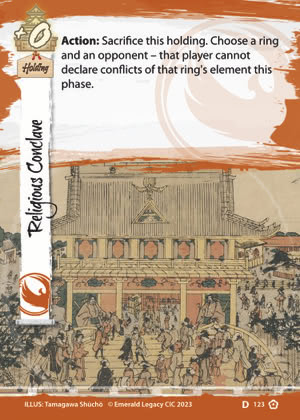 +0
Holding
Action: Sacrifice this holding. Choose a ring
and an opponent – that player cannot
declare conflicts of that ring's element this
phase.
Religious Conclave
ILLUS: Tamagawa Shūchō © Emerald Legacy CIC 2023
D 123